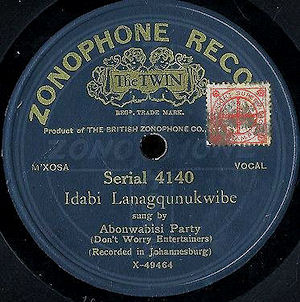 ZONOPHONE RECO
The TWIN
REGD. TRADE MARK.
Product of THE BRITISH ZONOPHONE CO.,
M'XOSA
VOCAL
Serial 4140
Idabi Lanagqunukwibe
sung by
Abonwabisi Party
(Don't Worry Entertainers)
(Recorded in Johannesburg)
X-49464